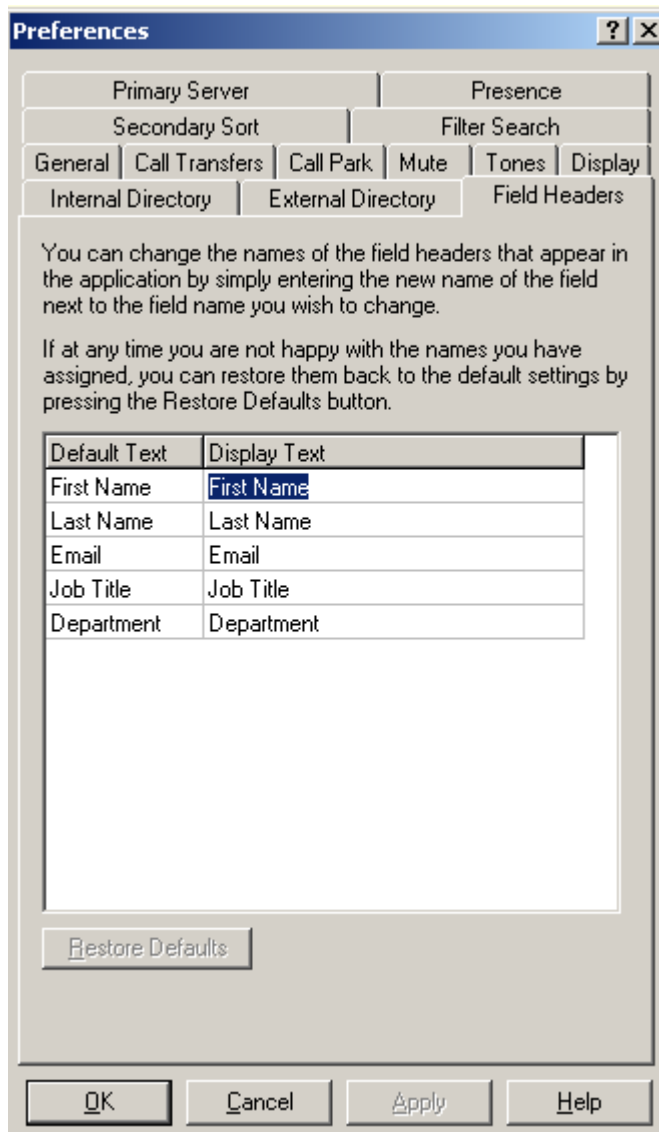 Preferences
Primary Server Presence
Secondary Sort Filter Search
General Call Transfers Call Park Mute Tones Display
Internal Directory External Directory Field Headers
You can change the names of the field headers that appear in
the application by simply entering the new name of the field
next to the field name you wish to change.
If at any time you are not happy with the names you have
assigned, you can restore them back to the default settings by
pressing the Restore Defaults button.
Default Text Display Text
First Name First Name
Last Name Last Name
Email Email
Job Title Job Title
Department Department
Restore Defaults
OK Cancel Apply Help